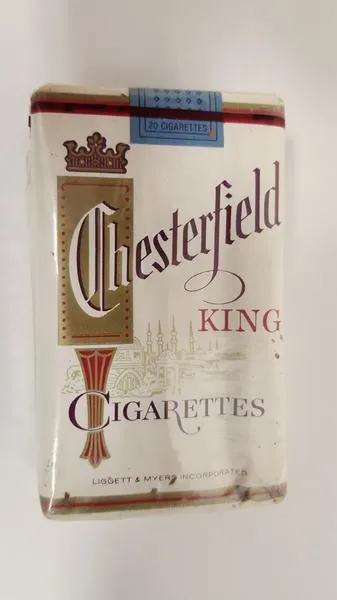 20 CIGARETTES
Chesterfield
KING
CIGARETTES
LIGGETT & MYERS INCORPORATED